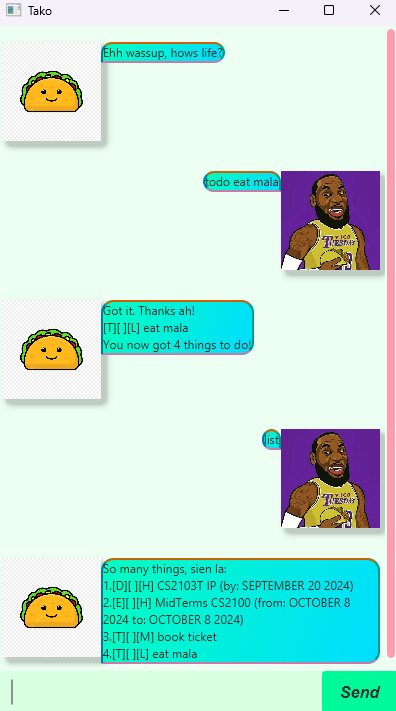 Tako
Ehh wassup, hows life?
todo eat mala
Got it. Thanks ah!
[T][ ][L] eat mala
You now got 4 things to do!
list
So many things, sien la:
1.[D][ ][H] CS2103T IP (by: SEPTEMBER 20 2024)
2.[E][ ][H] MidTerms CS2100 (from: OCTOBER 8
2024 to: OCTOBER 8 2024)
3.[T][ ][M] book ticket
4.[T][ ][L] eat mala
Send